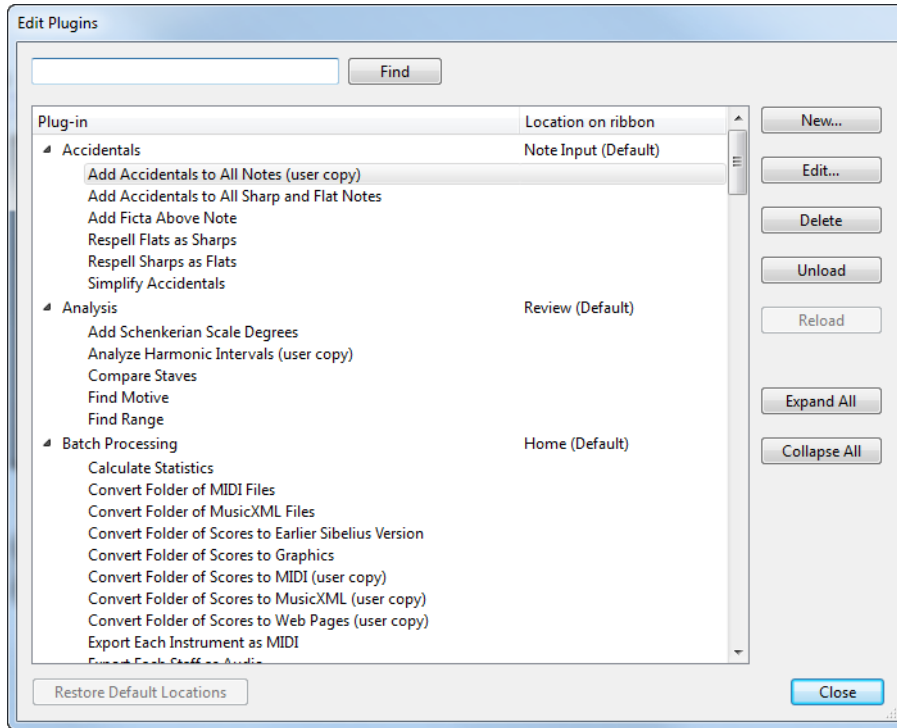 Edit Plugins
Find
Plug-in Location on ribbon
Accidentals Note Input (Default)
Add Accidentals to All Notes (user copy)
Add Accidentals to All Sharp and Flat Notes
Add Ficta Above Note
Respell Flats as Sharps
Respell Sharps as Flats
Simplify Accidentals
Analysis Review (Default)
Add Schenkerian Scale Degrees
Analyze Harmonic Intervals (user copy)
Compare Staves
Find Motive
Find Range
Batch Processing Home (Default)
Calculate Statistics
Convert Folder of MIDI Files
Convert Folder of MusicXML Files
Convert Folder of Scores to Earlier Sibelius Version
Convert Folder of Scores to Graphics
Convert Folder of Scores to MIDI (user copy)
Convert Folder of Scores to MusicXML (user copy)
Convert Folder of Scores to Web Pages (user copy)
Export Each Instrument as MIDI
Export Each Staff as Audio
New...
Edit...
Delete
Unload
Reload
Expand All
Collapse All
Restore Default Locations
Close